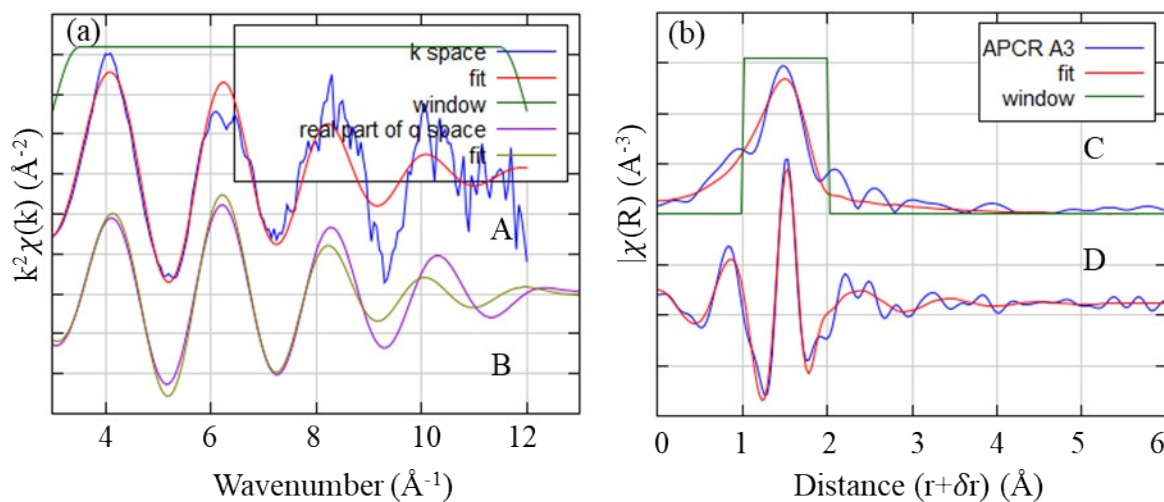 (a)
k space
fit
window
real part of q space
fit
A
B
k²χ(k) (Å⁻²)
4 6 8 10 12
Wavenumber (Å⁻¹)
(b)
APCR A3
fit
window
C
D
|χ(R) (A⁻³)
0 1 2 3 4 5 6
Distance (r+δr) (Å)